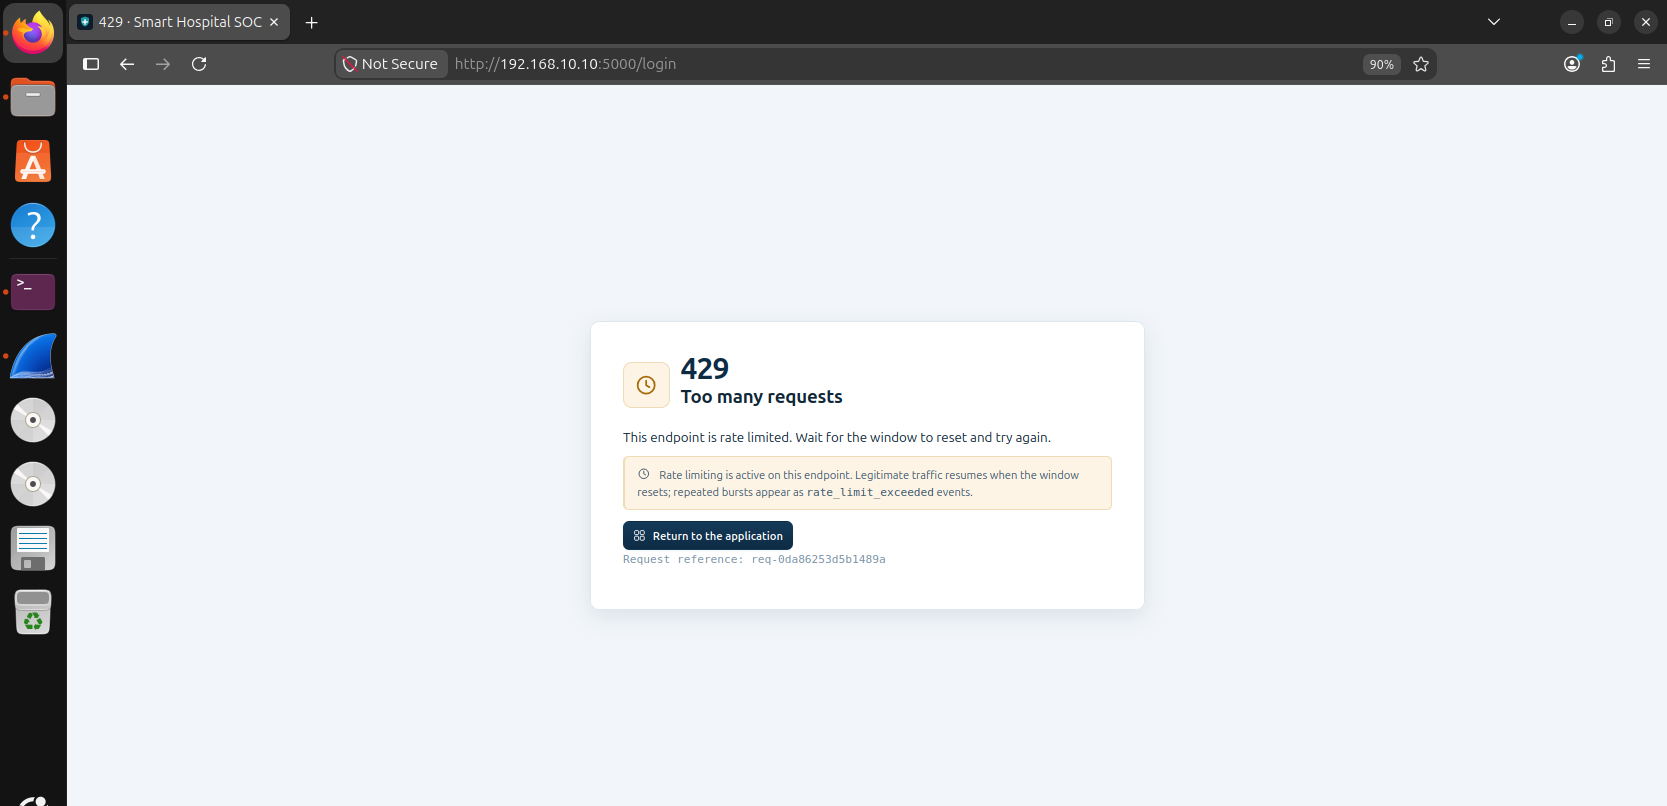 429 · Smart Hospital SOC
Not Secure
http://192.168.10.10:5000/login
90%
429
Too many requests
This endpoint is rate limited. Wait for the window to reset and try again.
Rate limiting is active on this endpoint. Legitimate traffic resumes when the window
resets; repeated bursts appear as rate_limit_exceeded events.
Return to the application
Request reference: req-0da86253d5b1489a